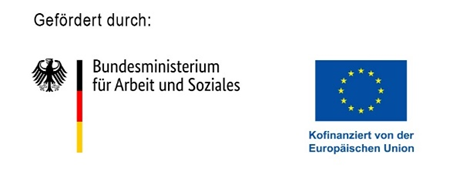 Gefördert durch:
Bundesministerium
für Arbeit und Soziales
Kofinanziert von der
Europäischen Union